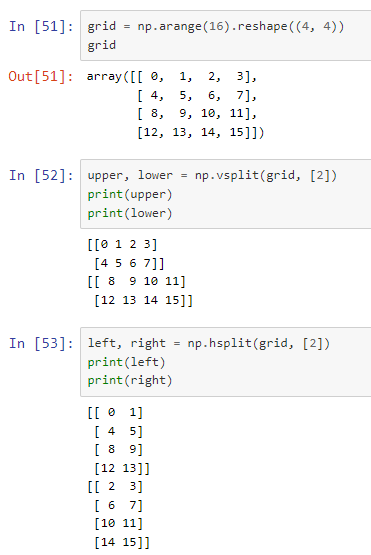 In [51]: grid = np.arange(16).reshape((4, 4))
grid
Out[51]: array([[ 0,  1,  2,  3],
       [ 4,  5,  6,  7],
       [ 8,  9, 10, 11],
       [12, 13, 14, 15]])
In [52]: upper, lower = np.vsplit(grid, [2])
print(upper)
print(lower)
[[0 1 2 3]
 [4 5 6 7]]
[[ 8  9 10 11]
 [12 13 14 15]]
In [53]: left, right = np.hsplit(grid, [2])
print(left)
print(right)
[[ 0  1]
 [ 4  5]
 [ 8  9]
 [12 13]]
[[ 2  3]
 [ 6  7]
 [10 11]
 [14 15]]